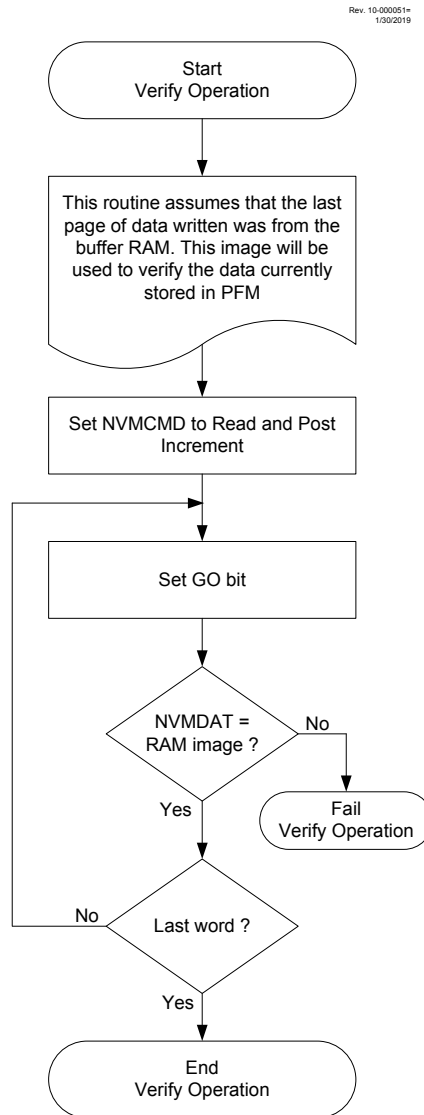 Rev. 10-000051=
1/30/2019
Start
Verify Operation
This routine assumes that the last
page of data written was from the
buffer RAM. This image will be
used to verify the data currently
stored in PFM
Set NVMCMD to Read and Post
Increment
Set GO bit
NVMDAT =
RAM image ?
No
Yes
Fail
Verify Operation
Last word ?
No
Yes
End
Verify Operation